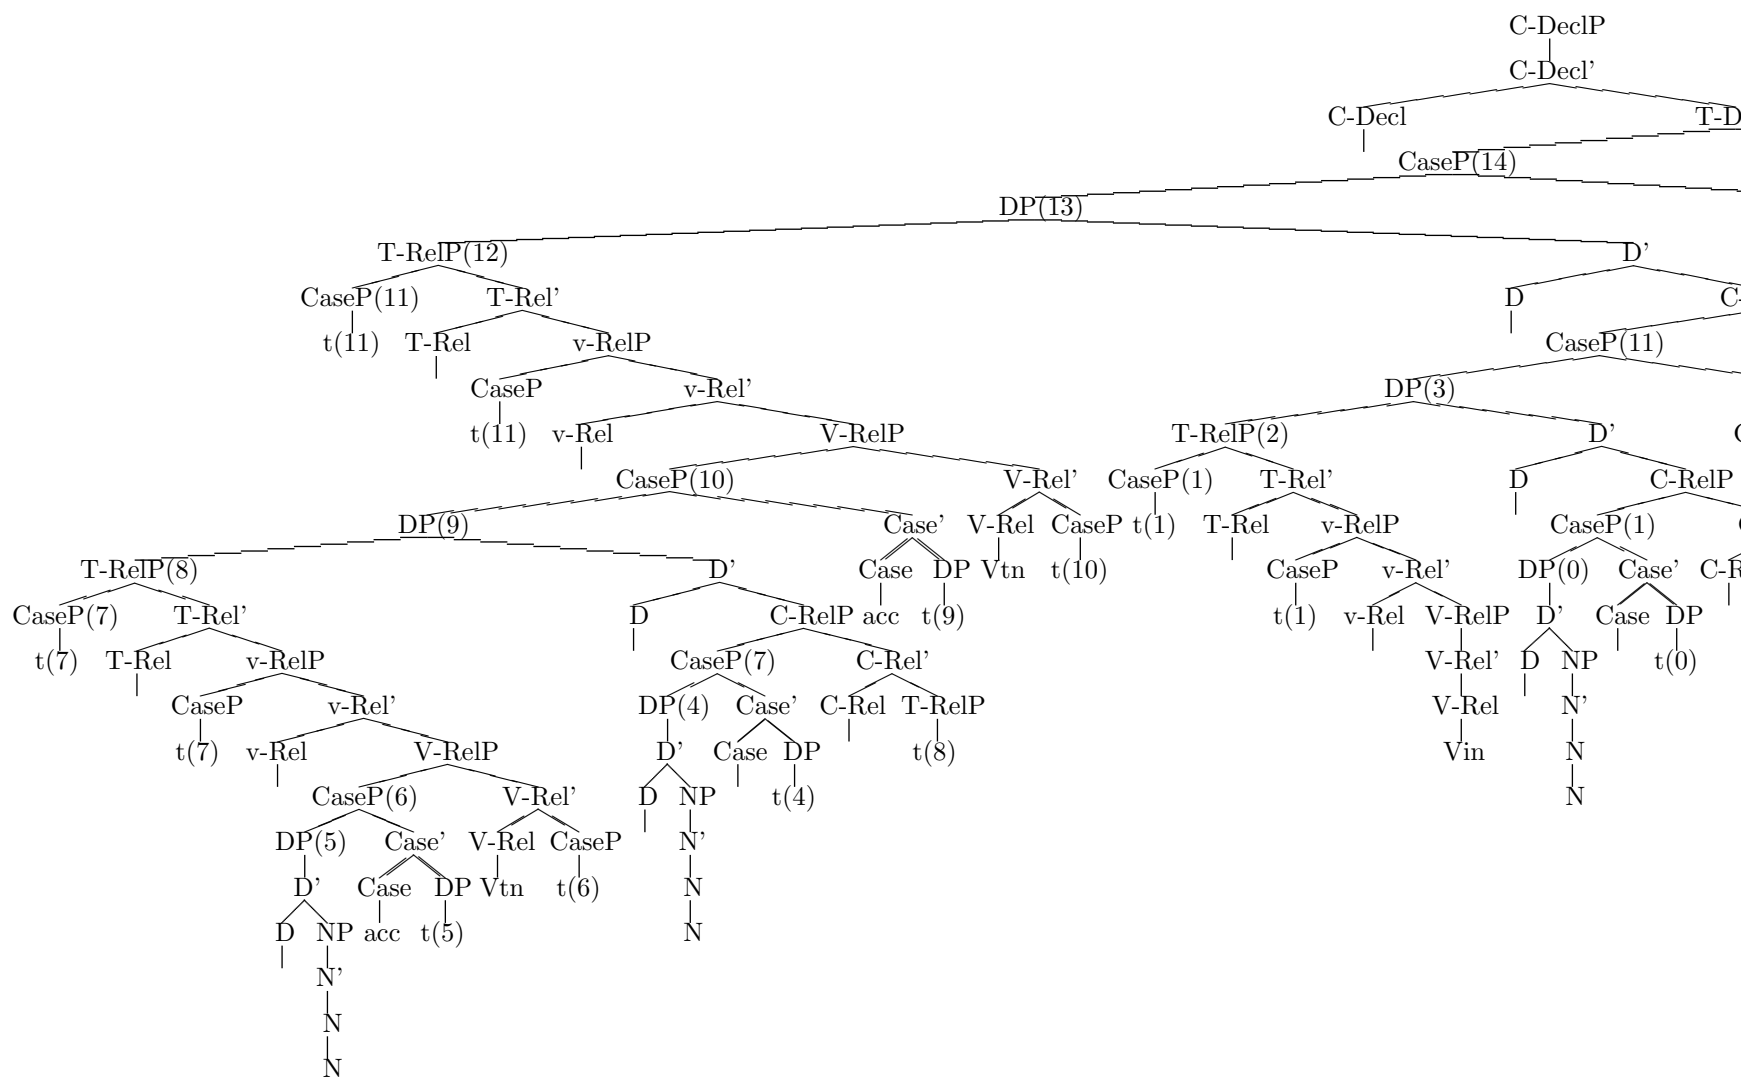 C-DeclP
C-Decl’
C-Decl T-D
CaseP(14)
DP(13)
T-RelP(12) D’
CaseP(11) T-Rel’ D C-
t(11) T-Rel v-RelP CaseP(11)
CaseP v-Rel’ DP(3)
t(11) v-Rel V-RelP T-RelP(2) D’
CaseP(10) V-Rel’ CaseP(1) T-Rel’ D C-RelP
DP(9) Case’ V-Rel CaseP t(1) T-Rel v-RelP CaseP(1)
T-RelP(8) D’ Case DP Vtn t(10) CaseP v-Rel’ DP(0) Case’ C-R
CaseP(7) T-Rel’ D C-RelP acc t(9) t(1) v-Rel V-RelP D’ Case DP
t(7) T-Rel v-RelP CaseP(7) C-Rel’ V-Rel’ D NP t(0)
CaseP v-Rel’ DP(4) Case’ C-Rel T-RelP V-Rel N’
t(7) v-Rel V-RelP D’ Case DP t(8) Vin N
CaseP(6) V-Rel’ D NP t(4) N
DP(5) Case’ V-Rel CaseP N’
D’ Case DP Vtn t(6) N
D NP acc t(5) N
N’
N
N